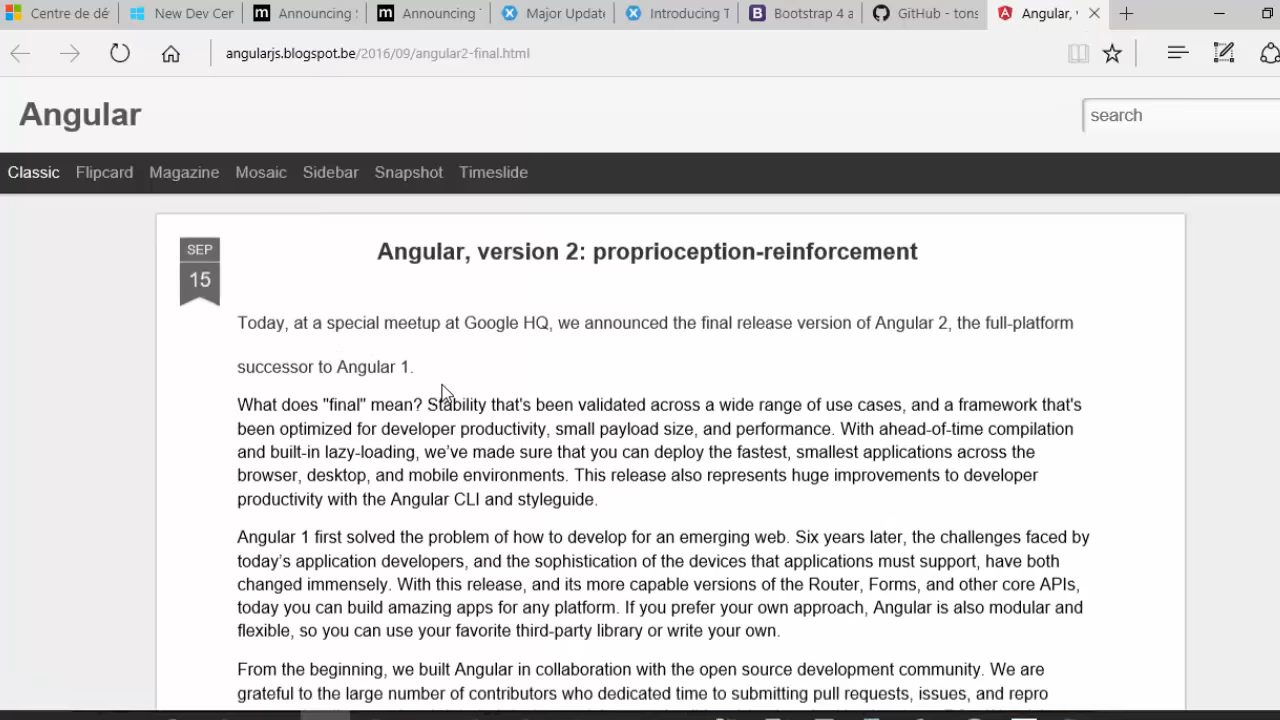 Centre de dé
New Dev Cer
Announcing
Announcing
Major Update
Introducing T
Bootstrap 4 a
GitHub - tons
Angular,
angularjs.blogspot.be/2016/09/angular2-final.html
Angular
search
Classic Flipcard Magazine Mosaic Sidebar Snapshot Timeslide
SEP
15
Angular, version 2: proprioception-reinforcement
Today, at a special meetup at Google HQ, we announced the final release version of Angular 2, the full-platform
successor to Angular 1.
What does "final" mean? Stability that's been validated across a wide range of use cases, and a framework that's
been optimized for developer productivity, small payload size, and performance. With ahead-of-time compilation
and built-in lazy-loading, we've made sure that you can deploy the fastest, smallest applications across the
browser, desktop, and mobile environments. This release also represents huge improvements to developer
productivity with the Angular CLI and styleguide.
Angular 1 first solved the problem of how to develop for an emerging web. Six years later, the challenges faced by
today's application developers, and the sophistication of the devices that applications must support, have both
changed immensely. With this release, and its more capable versions of the Router, Forms, and other core APIs,
today you can build amazing apps for any platform. If you prefer your own approach, Angular is also modular and
flexible, so you can use your favorite third-party library or write your own.
From the beginning, we built Angular in collaboration with the open source development community. We are
grateful to the large number of contributors who dedicated time to submitting pull requests, issues, and repro